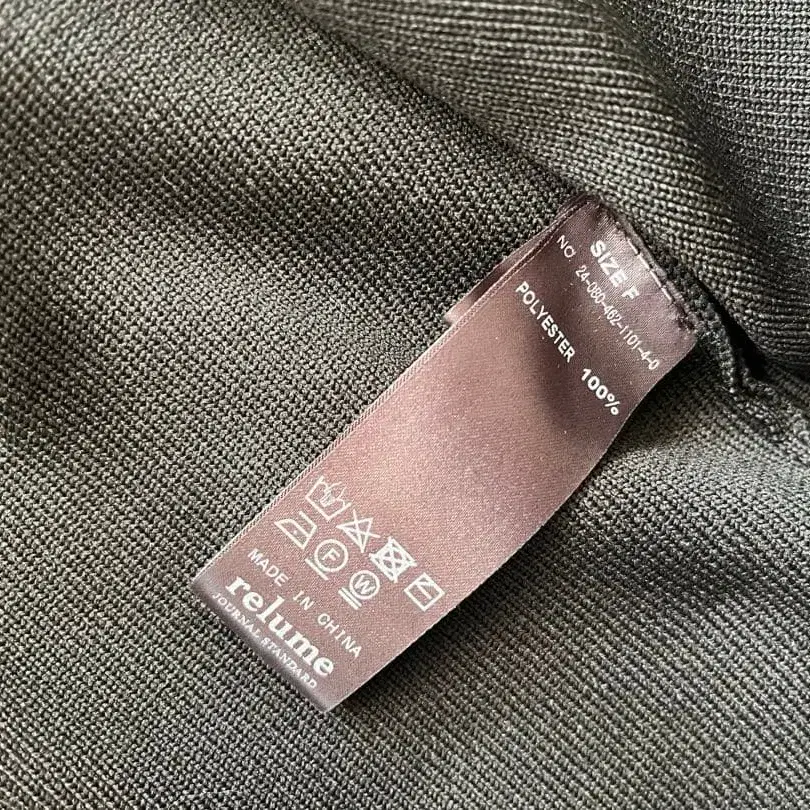 SIZE F
NO 24-080-462-1101-4-0
POLYESTER 100%
F
W
MADE IN CHINA
relume
JOURNAL STANDARD